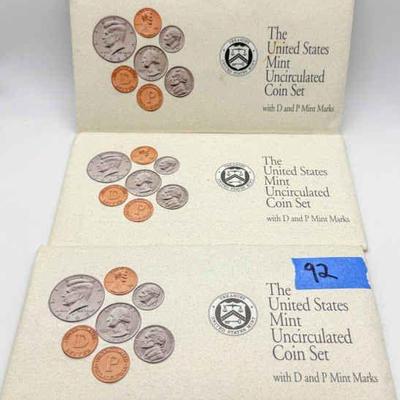 The
United States
Mint
Uncirculated
Coin Set
with D and P Mint Marks
D
P
The
United States
Mint
Uncirculated
Coin Set
with D and P Mint Marks
D
P
92
The
United States
Mint
Uncirculated
Coin Set
with D and P Mint Marks
D
P